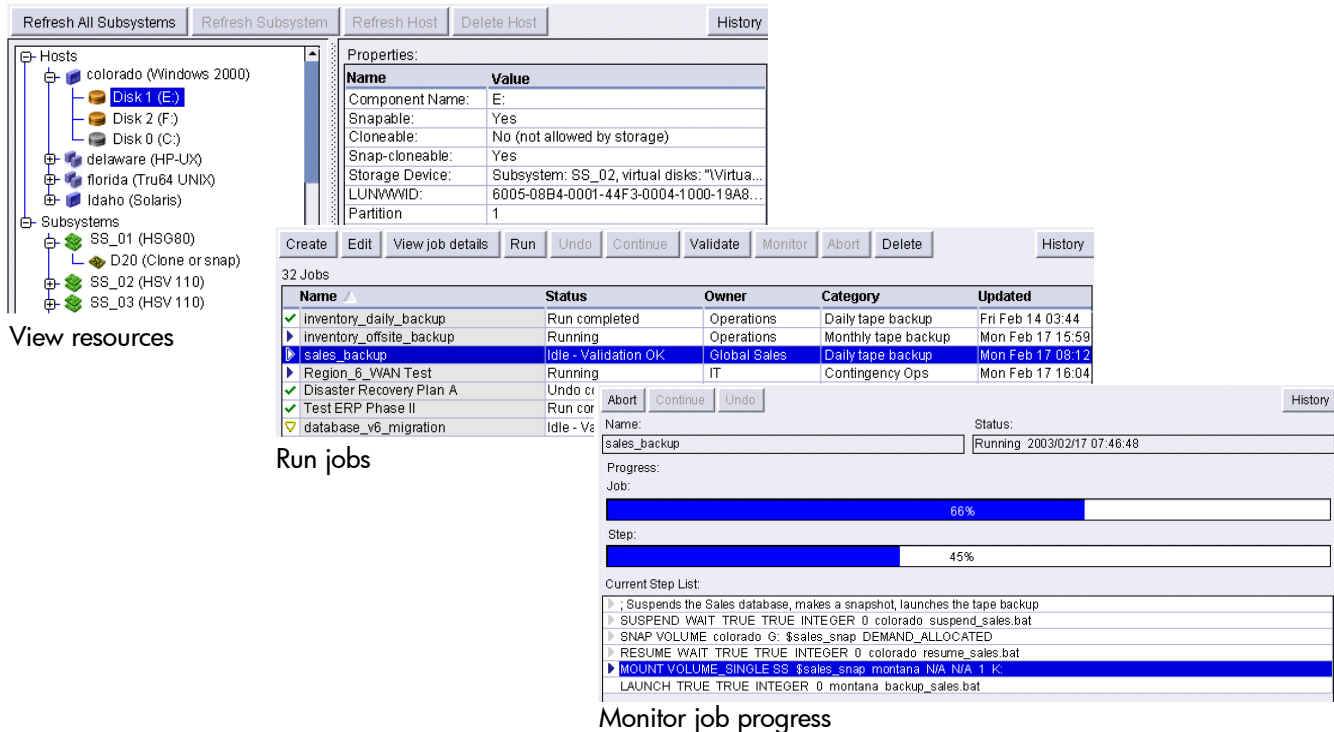 Refresh All Subsystems Refresh Subsystem Refresh Host Delete Host History
Hosts
colorado (Windows 2000)
Disk 1 (E:)
Disk 2 (F:)
Disk 0 (C:)
delaware (HP-UX)
florida (Tru64 UNIX)
Idaho (Solaris)
Subsystems
SS_01 (HSG80)
D20 (Clone or snap)
SS_02 (HSV 110)
SS_03 (HSV 110)
Properties:
Name Value
Component Name: E:
Snapable: Yes
Cloneable: No (not allowed by storage)
Snap-cloneable: Yes
Storage Device: Subsystem: SS_02, virtual disks: "\Virtua...
LUNWWID: 6005-08B4-0001-44F3-0004-1000-19A8...
Partition 1
View resources
Create Edit View job details Run Undo Continue Validate Monitor Abort Delete History
32 Jobs
Name Status Owner Category Updated
inventory_daily_backup Run completed Operations Daily tape backup Fri Feb 14 03:44
inventory_offsite_backup Running Operations Monthly tape backup Mon Feb 17 15:59
sales_backup Idle - Validation OK Global Sales Daily tape backup Mon Feb 17 08:12
Region_6_WAN Test Running IT Contingency Ops Mon Feb 17 16:04
Disaster Recovery Plan A Undo co
Test ERP Phase II Run cor
database_v6_migration Idle - Va
Run jobs
Abort Continue Undo History
Name: Status:
sales_backup Running 2003/02/17 07:46:48
Progress:
Job:
66%
Step:
45%
Current Step List:
; Suspends the Sales database, makes a snapshot, launches the tape backup
SUSPEND WAIT TRUE TRUE INTEGER 0 colorado suspend_sales.bat
SNAP VOLUME colorado G: $sales_snap DEMAND_ALLOCATED
RESUME WAIT TRUE TRUE INTEGER 0 colorado resume_sales.bat
MOUNT VOLUME_SINGLE SS $sales_snap montana N/A N/A 1 K:
LAUNCH TRUE TRUE INTEGER 0 montana backup_sales.bat
Monitor job progress